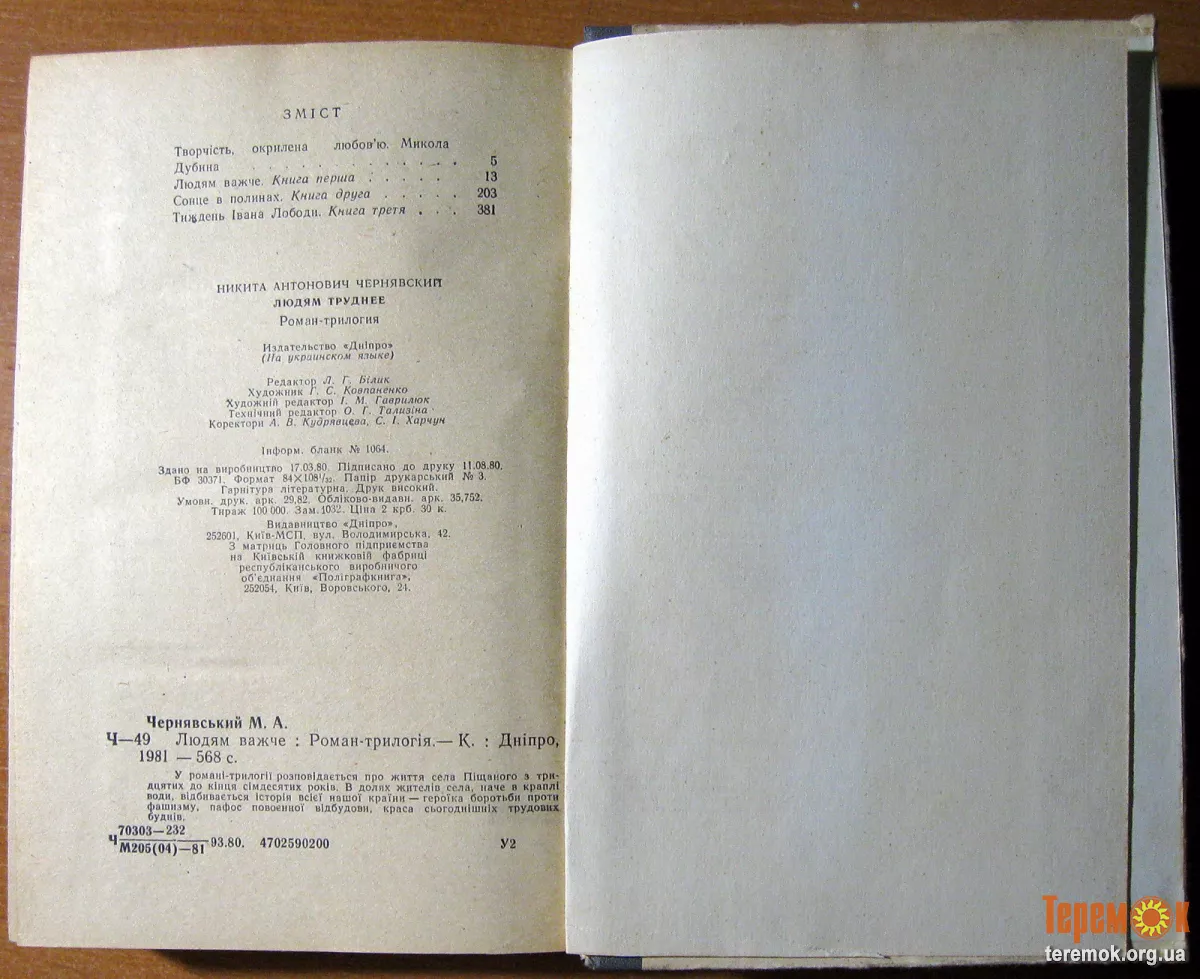 ЗМІСТ
Творчість, окрилена любов'ю. Микола
Дубина . . . . . . . . . . . . 5
Людям важче. Книга перша . . . . . 13
Сонце в полинах. Книга друга . . . . . 203
Тиждень Івана Лободи. Книга третя . . . 381
НИКИТА АНТОНОВИЧ ЧЕРНЯВСКИЙ
ЛЮДЯМ ТРУДНЕЕ
Роман-трилогия
Издательство «Дніпро»
(На украинском языке)
Редактор Л. Г. Білик
Художник Г. С. Ковпаненко
Художній редактор І. М. Гаврилюк
Технічний редактор О. Г. Тализіна
Коректори А. В. Кудрявцева, С. І. Харчун
Інформ. бланк № 1064.
Здано на виробництво 17.03.80. Підписано до друку 11.08.80.
БФ 30371. Формат 84×108¹/₃₂. Папір друкарський № 3.
Гарнітура літературна. Друк високий.
Умовн. друк. арк. 29,82. Обліково-видавн. арк. 35,752.
Тираж 100 000. Зам. 1032. Ціна 2 крб. 30 к.
Видавництво «Дніпро»,
252601, Київ-МСП, вул. Володимирська, 42.
З матриць Головного підприємства
на Київській книжковій фабриці
республіканського виробничого
об'єднання «Поліграфкнига»,
252054, Київ, Воровського, 24.
Чернявський М. А.
Ч—49 Людям важче : Роман-трилогія.— К. : Дніпро,
1981 — 568 с.
У романі-трилогії розповідається про життя села Піщаного з три-
дцятих до кінця сімдесятих років. В долях жителів села, наче в краплі
води, відбивається історія всієї нашої країни — героїка боротьби проти
фашизму, пафос повоєнної відбудови, краса сьогоднішніх трудових
буднів.
70303—232
Ч М205(04)—81 93.80. 4702590200 У2
Теремок
teremok.org.ua